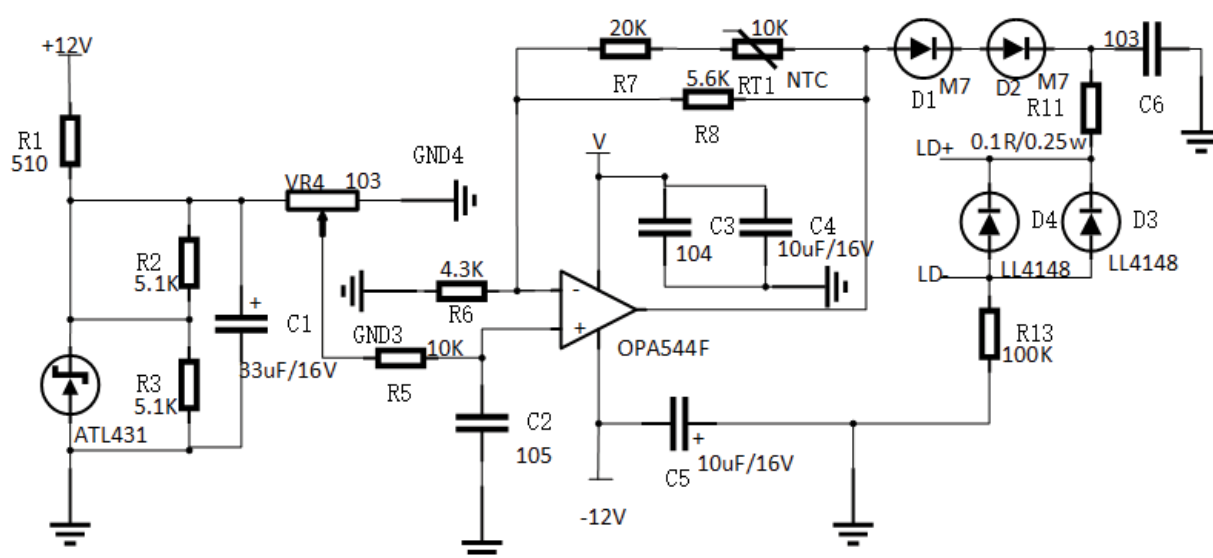 +12V
R1
510
R2
5.1K
R3
5.1K
ATL431
C1
+
33uF/16V
VR4
103
GND4
GND3
4.3K
R6
10K
R5
C2
105
20K
R7
10K
RT1
NTC
5.6K
R8
V
C3
104
C4
10uF/16V
-
+
OPA544F
C5
+
10uF/16V
-12V
D1
M7
D2
M7
103
C6
R11
0.1R/0.25w
LD+
LD-
D4
LL4148
D3
LL4148
R13
100K